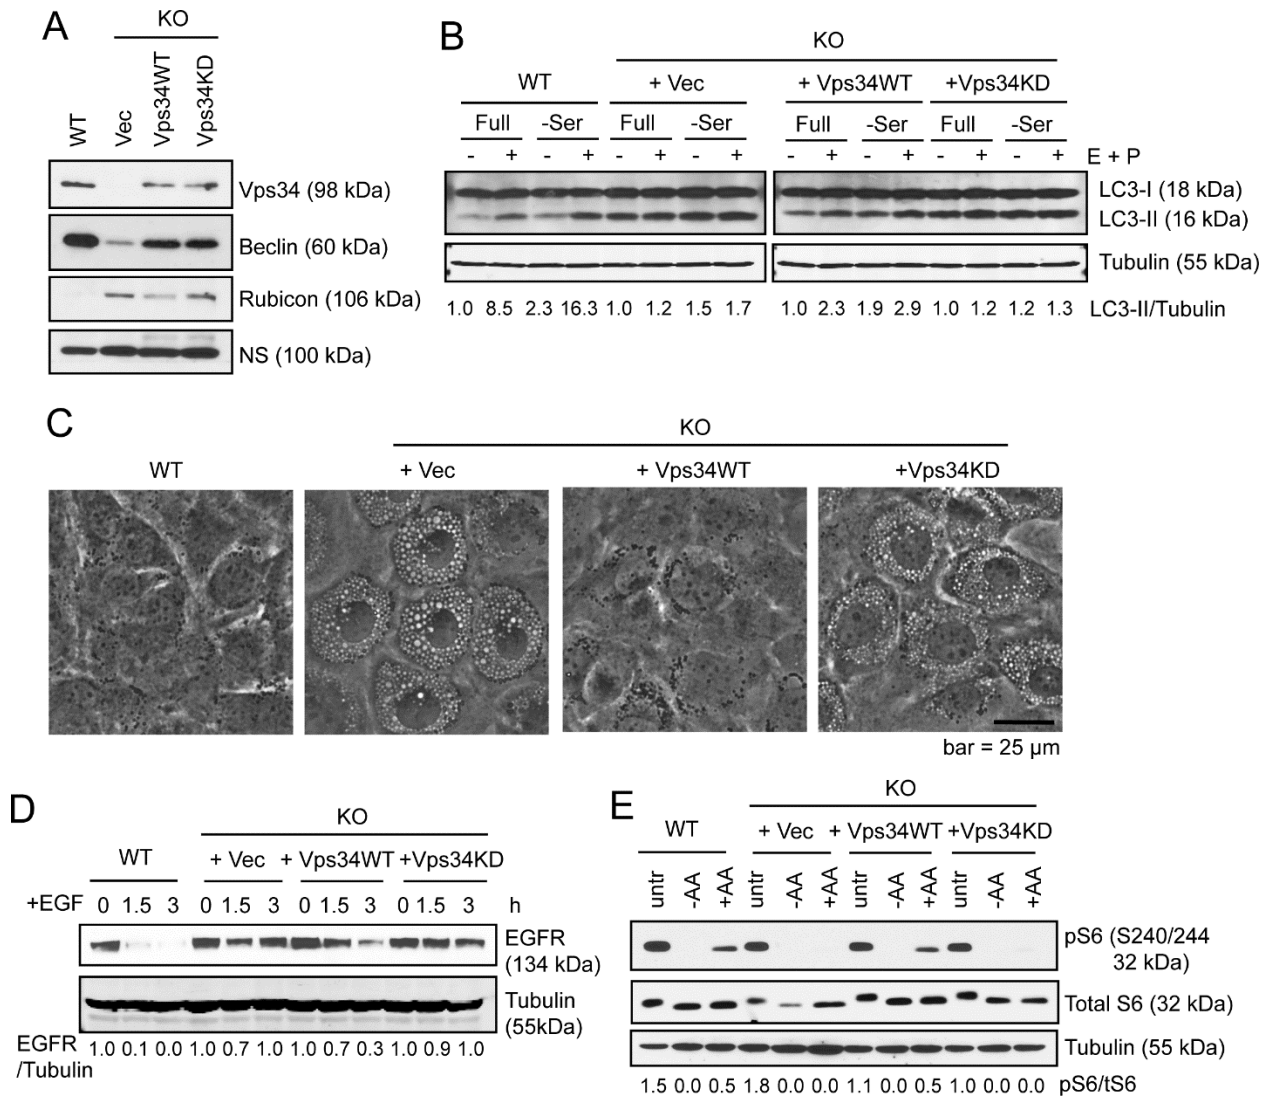 A
KO
WT
Vec
Vps34WT
Vps34KD
Vps34 (98 kDa)
Beclin (60 kDa)
Rubicon (106 kDa)
NS (100 kDa)
B
KO
WT + Vec + Vps34WT +Vps34KD
Full -Ser Full -Ser Full -Ser Full -Ser
- + - + - + - + - + - + - + - + E + P
LC3-I (18 kDa)
LC3-II (16 kDa)
Tubulin (55 kDa)
1.0 8.5 2.3 16.3 1.0 1.2 1.5 1.7 1.0 2.3 1.9 2.9 1.0 1.2 1.2 1.3 LC3-II/Tubulin
C
KO
WT + Vec + Vps34WT +Vps34KD
bar = 25 µm
D
KO
WT + Vec + Vps34WT +Vps34KD
+EGF 0 1.5 3 0 1.5 3 0 1.5 3 0 1.5 3 h
EGFR
(134 kDa)
Tubulin
(55kDa)
EGFR
/Tubulin
1.0 0.1 0.0 1.0 0.7 1.0 1.0 0.7 0.3 1.0 0.9 1.0
E
KO
WT + Vec + Vps34WT +Vps34KD
untr -AA +AA untr -AA +AA untr -AA +AA untr -AA +AA
pS6 (S240/244
32 kDa)
Total S6 (32 kDa)
Tubulin (55 kDa)
1.5 0.0 0.5 1.8 0.0 0.0 1.1 0.0 0.5 1.0 0.0 0.0 pS6/tS6